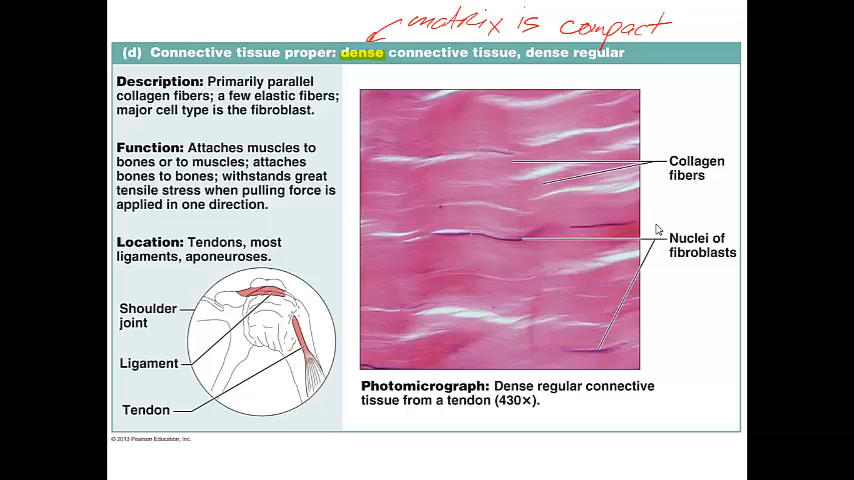 matrix is compact
(d) Connective tissue proper: dense connective tissue, dense regular
Description: Primarily parallel
collagen fibers; a few elastic fibers;
major cell type is the fibroblast.
Function: Attaches muscles to
bones or to muscles; attaches
bones to bones; withstands great
tensile stress when pulling force is
applied in one direction.
Location: Tendons, most
ligaments, aponeuroses.
Shoulder
joint
Ligament
Tendon
Collagen
fibers
Nuclei of
fibroblasts
Photomicrograph: Dense regular connective
tissue from a tendon (430×).
© 2013 Pearson Education, Inc.